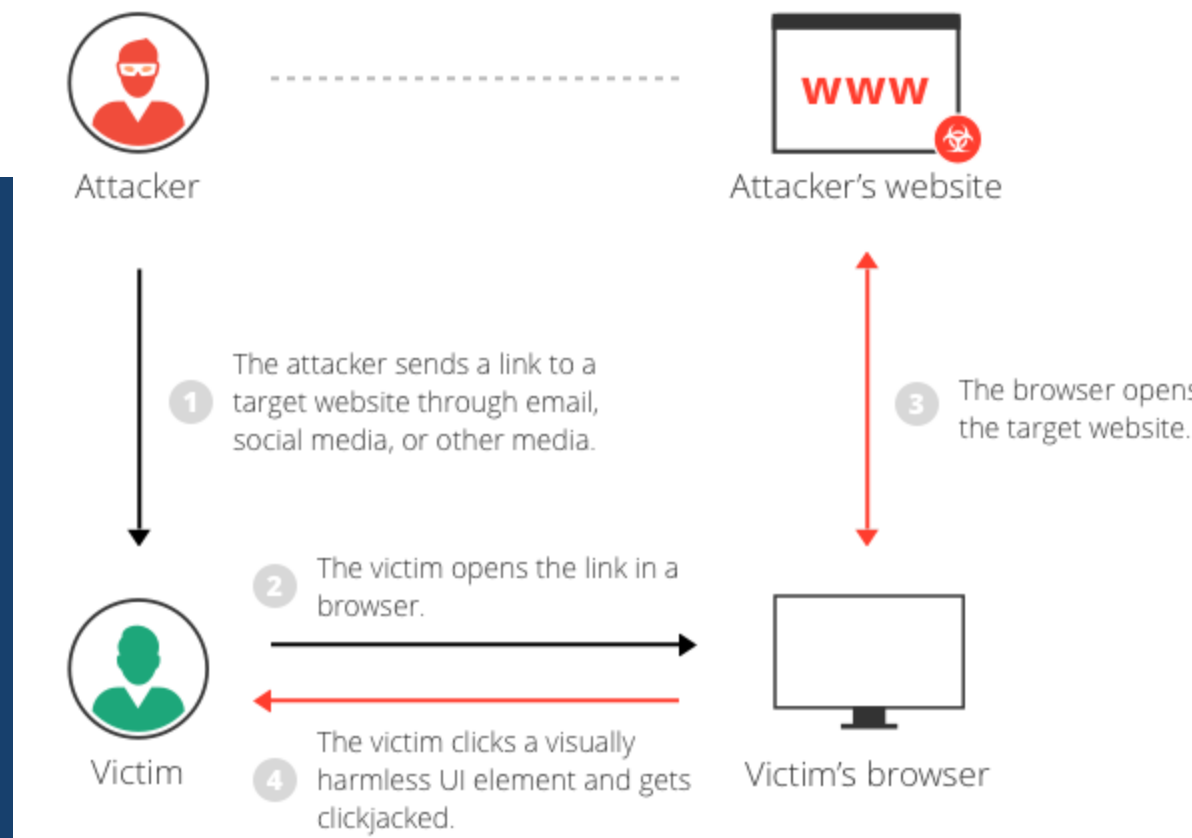 www
Attacker
Attacker's website
1
The attacker sends a link to a
target website through email,
social media, or other media.
3
The browser opens
the target website.
2
The victim opens the link in a
browser.
Victim
4
The victim clicks a visually
harmless UI element and gets
clickjacked.
Victim's browser